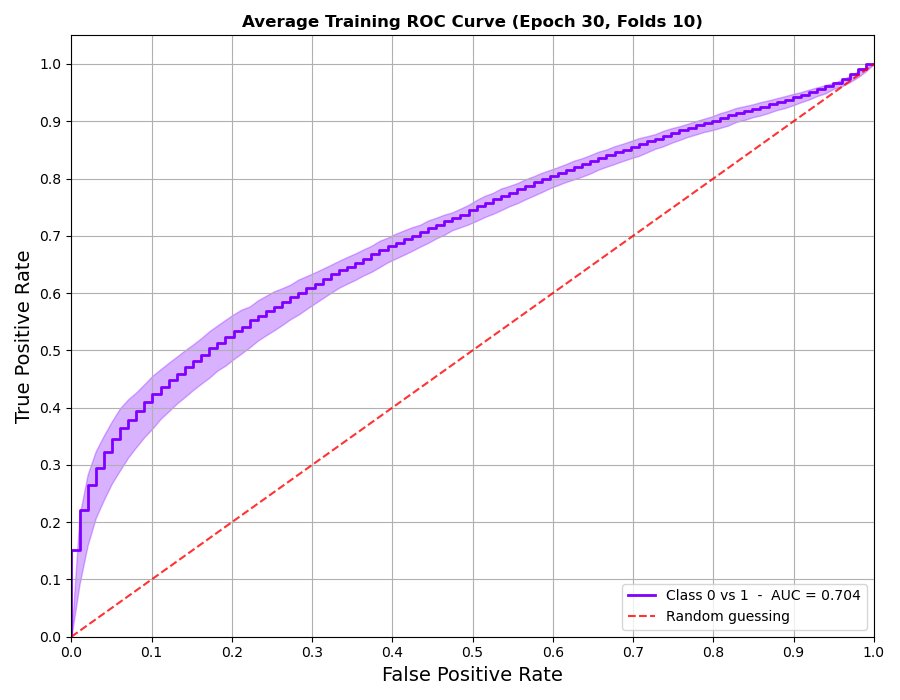 Average Training ROC Curve (Epoch 30, Folds 10)
True Positive Rate
1.0
0.9
0.8
0.7
0.6
0.5
0.4
0.3
0.2
0.1
0.0
Class 0 vs 1 - AUC = 0.704
Random guessing
0.0 0.1 0.2 0.3 0.4 0.5 0.6 0.7 0.8 0.9 1.0
False Positive Rate